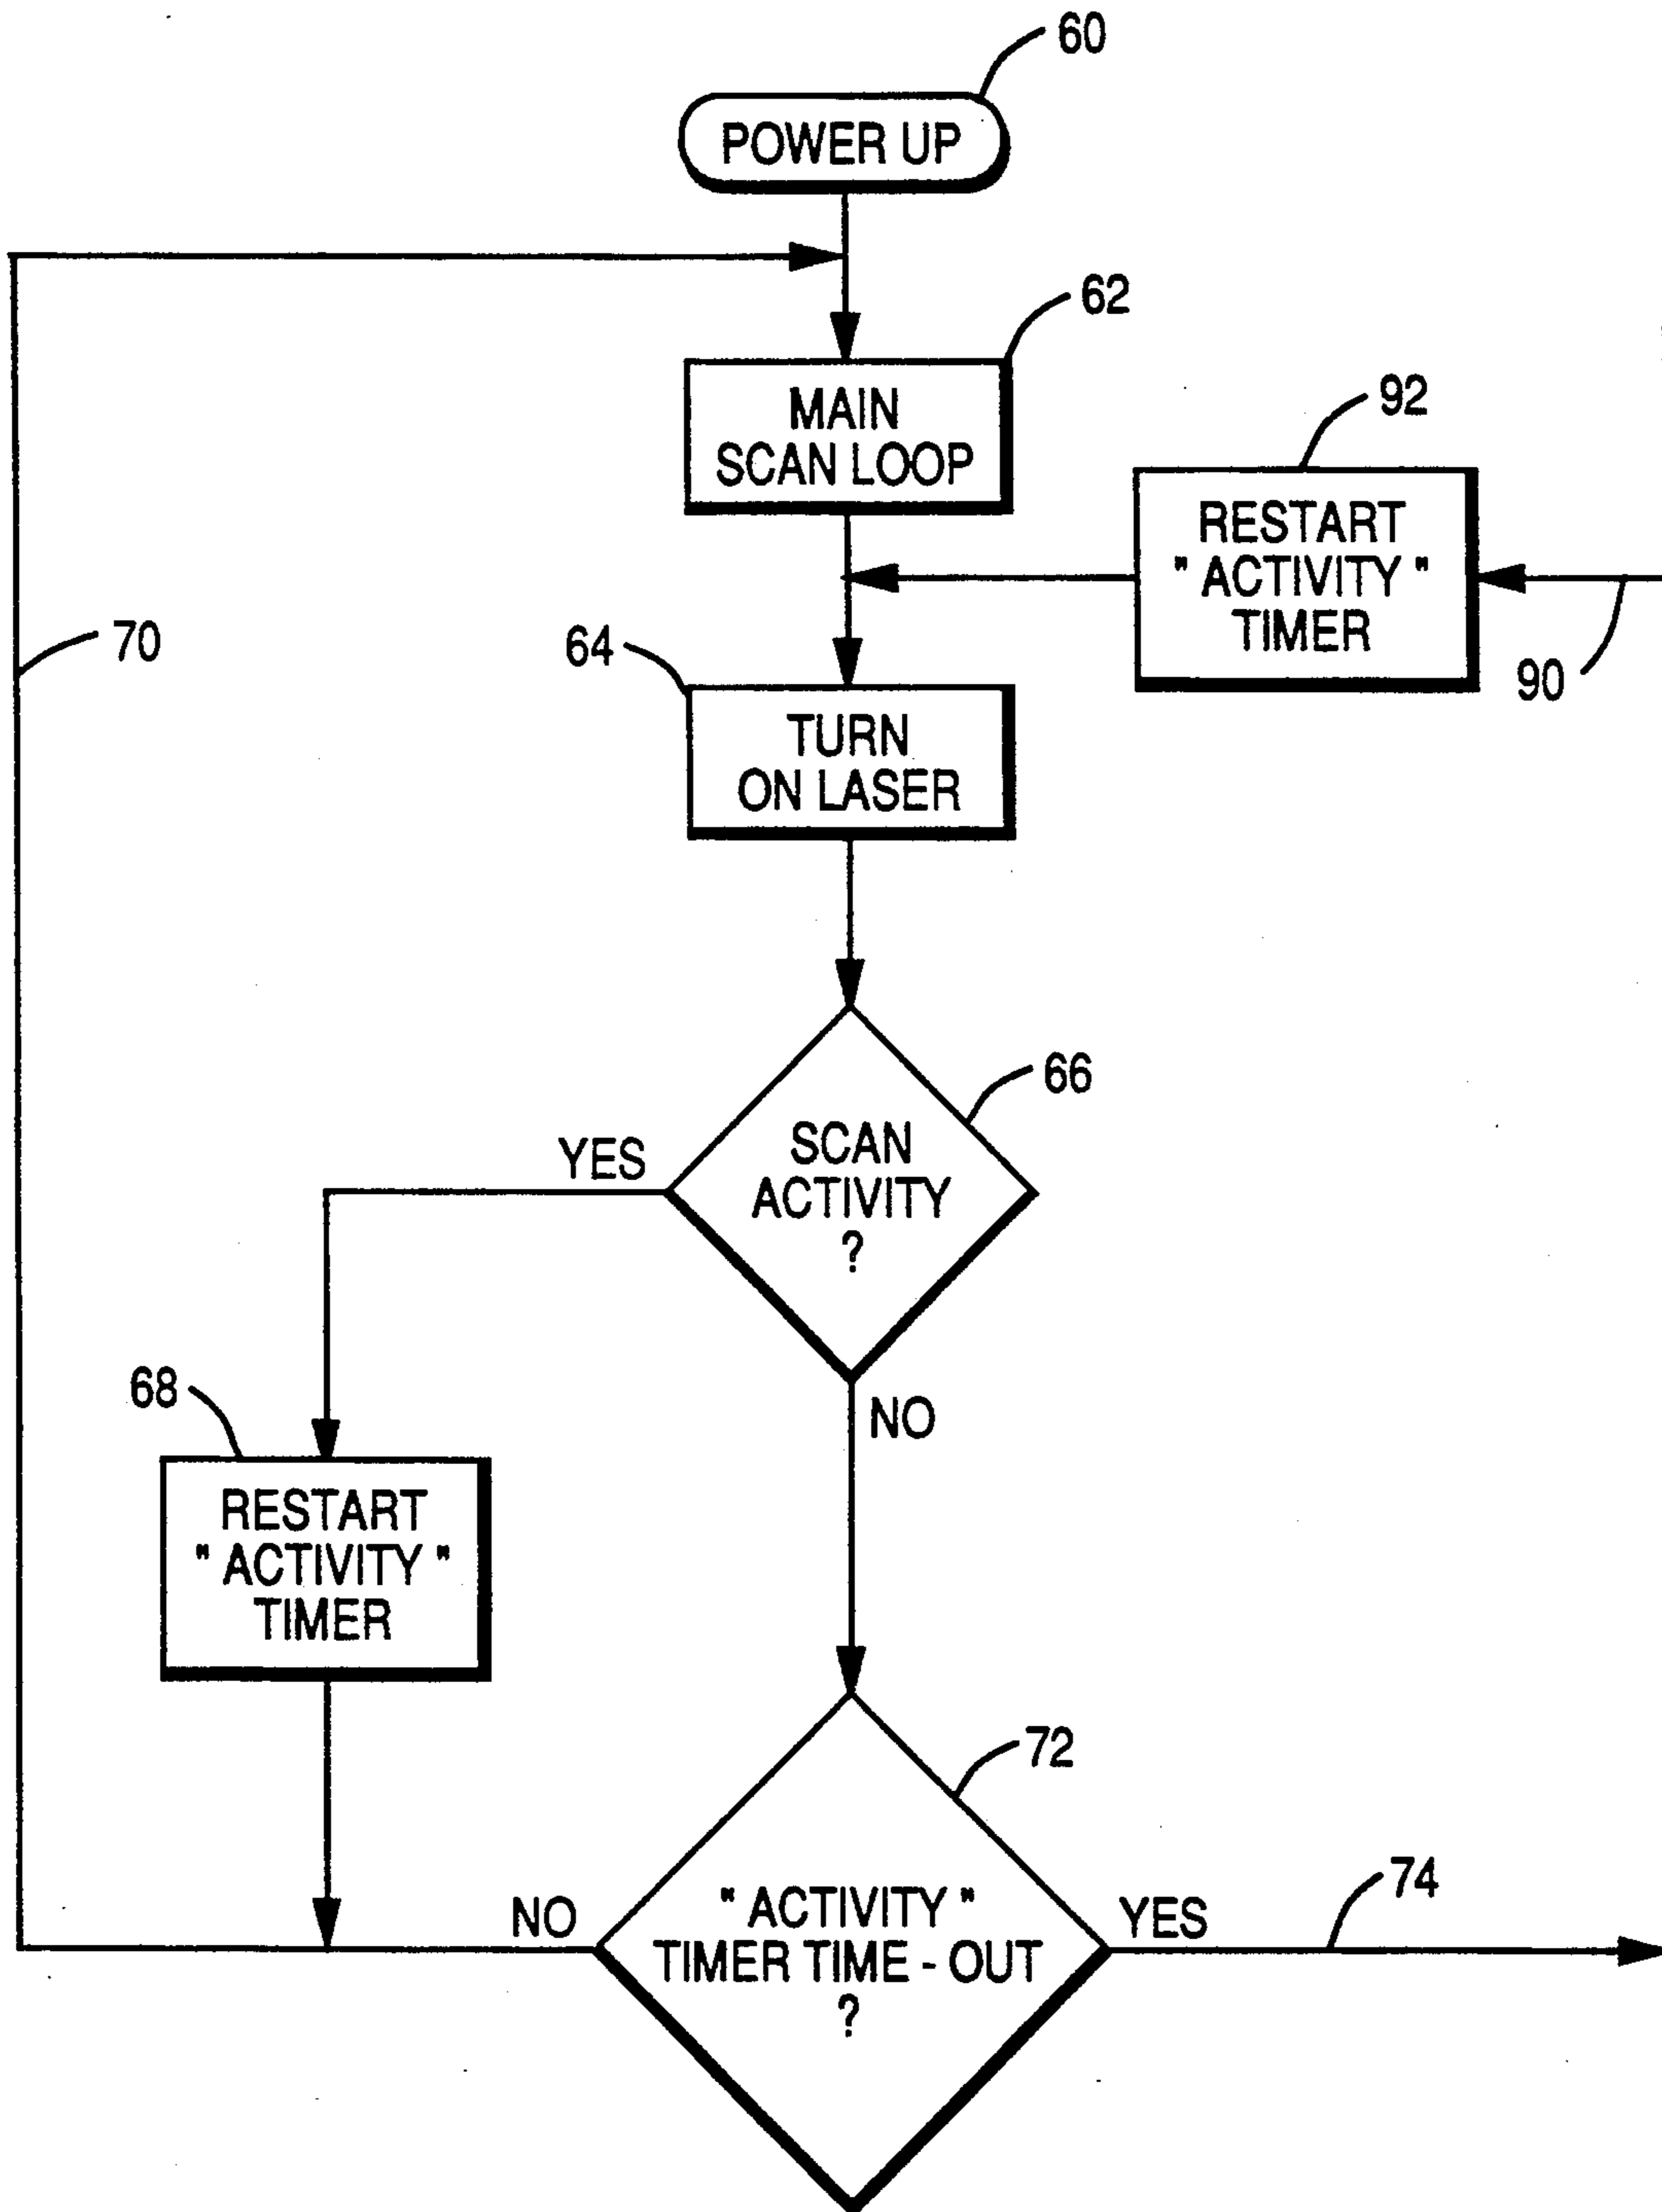 60
POWER UP
62
MAIN
SCAN LOOP
92
RESTART
" ACTIVITY "
TIMER
90
70
64
TURN
ON LASER
66
SCAN
ACTIVITY
?
YES
NO
68
RESTART
" ACTIVITY "
TIMER
72
" ACTIVITY "
TIMER TIME - OUT
?
NO
YES
74